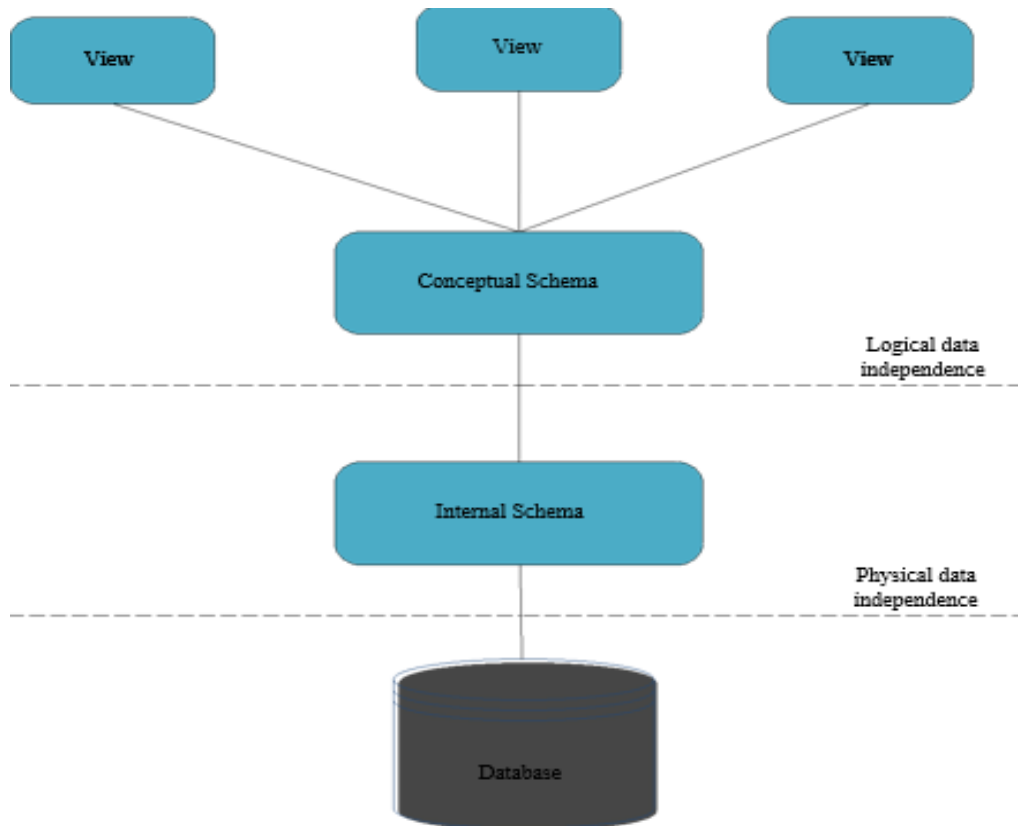 View
View
View
Conceptual Schema
Logical data
independence
Internal Schema
Physical data
independence
Database